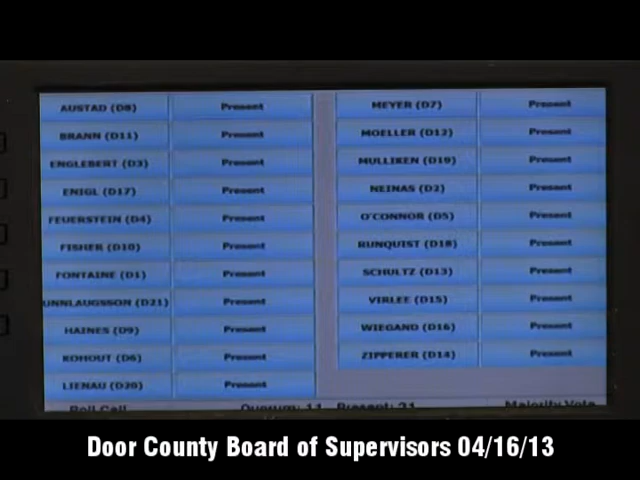 AUSTAD (D8) Present
BRANN (D11) Present
ENGLEBERT (D3) Present
ENIGL (D17) Present
FEUERSTEIN (D4) Present
FISHER (D10) Present
FONTAINE (D1) Present
UNNLAUGSSON (D21) Present
HAINES (D9) Present
KOHOUT (D6) Present
LIENAU (D20) Present
MEYER (D7) Present
MOELLER (D12) Present
MULLIKEN (D19) Present
NEINAS (D2) Present
O'CONNOR (D5) Present
RUNQUIST (D18) Present
SCHULTZ (D13) Present
VIRLEE (D15) Present
WIEGAND (D16) Present
ZIPPERER (D14) Present
Roll Call Quorum: 11 Present: 21 Majority Vote
Door County Board of Supervisors 04/16/13